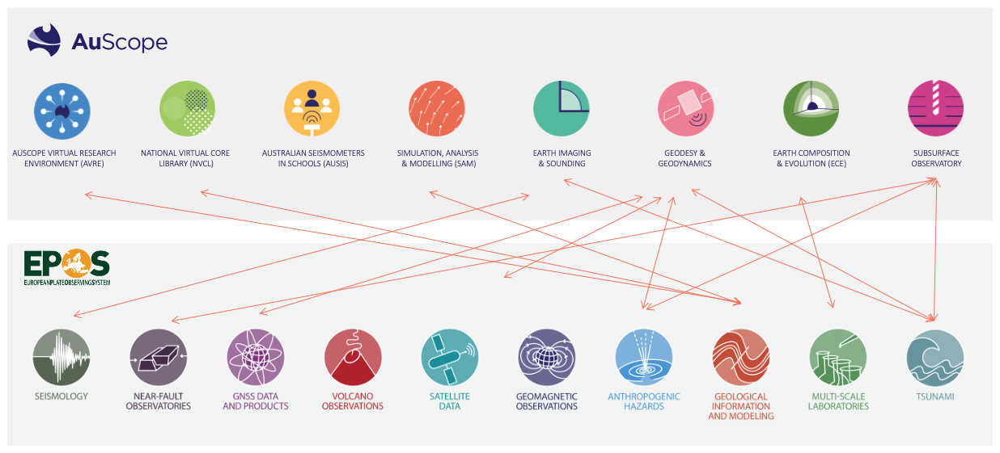 AuScope
AUSCOPE VIRTUAL RESEARCH
ENVIRONMENT (AVRE)
NATIONAL VIRTUAL CORE
LIBRARY (NVCL)
AUSTRALIAN SEISMOMETERS
IN SCHOOLS (AUSIS)
SIMULATION, ANALYSIS
& MODELLING (SAM)
EARTH IMAGING
& SOUNDING
GEODESY &
GEODYNAMICS
EARTH COMPOSITION
& EVOLUTION (ECE)
SUBSURFACE
OBSERVATORY
EPOS
EUROPEANPLATEOBSERVINGSYSTEM
SEISMOLOGY
NEAR-FAULT
OBSERVATORIES
GNSS DATA
AND PRODUCTS
VOLCANO
OBSERVATIONS
SATELLITE
DATA
GEOMAGNETIC
OBSERVATIONS
ANTHROPOGENIC
HAZARDS
GEOLOGICAL
INFORMATION
AND MODELING
MULTI-SCALE
LABORATORIES
TSUNAMI